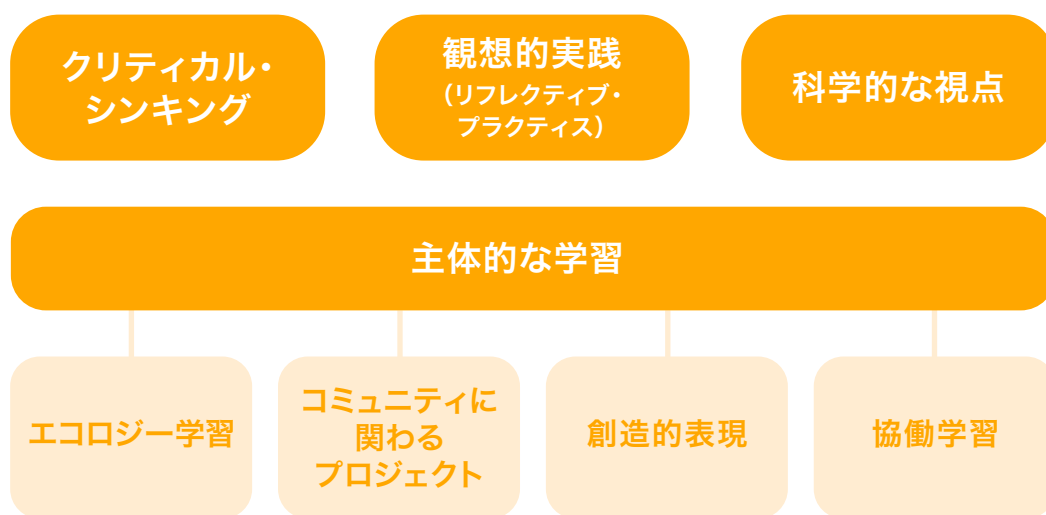 クリティカル・
シンキング
観想的実践
（リフレクティブ・
プラクティス）
科学的な視点
主体的な学習
エコロジー学習
コミュニティに
関わる
プロジェクト
創造的表現
協働学習